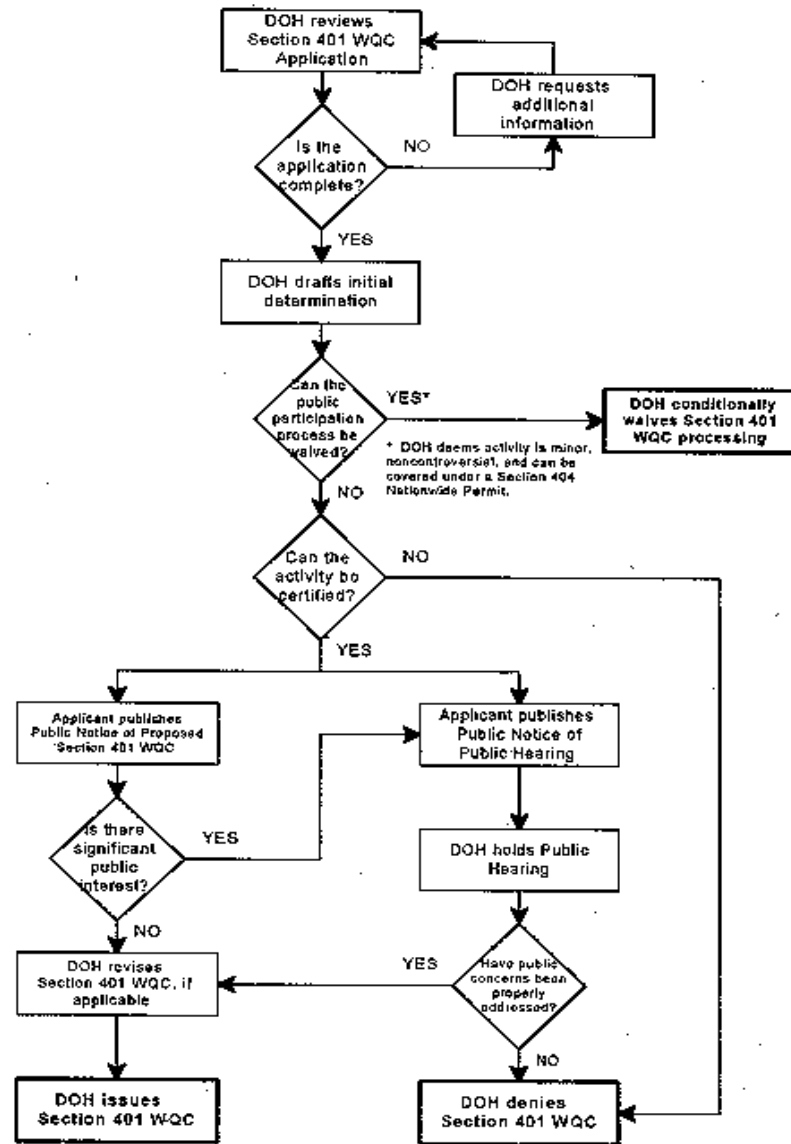 DOH reviews
Section 401 WQC
Application
DOH requests
additional
information
Is the
application
complete?
NO
YES
DOH drafts initial
determination
Can the
public
participation
process be
waived?
YES*
DOH conditionally
waives Section 401
WQC processing
* DOH deems activity is minor,
noncontroversial, and can be
covered under a Section 404
Nationwide Permit.
NO
Can the
activity be
certified?
NO
YES
Applicant publishes
Public Notice of Proposed
Section 401 WQC
Applicant publishes
Public Notice of
Public Hearing
Is there
significant
public
interest?
YES
DOH holds Public
Hearing
NO
DOH revises
Section 401 WQC, if
applicable
YES
Have public
concerns been
properly
addressed?
NO
DOH issues
Section 401 WQC
DOH denies
Section 401 WQC